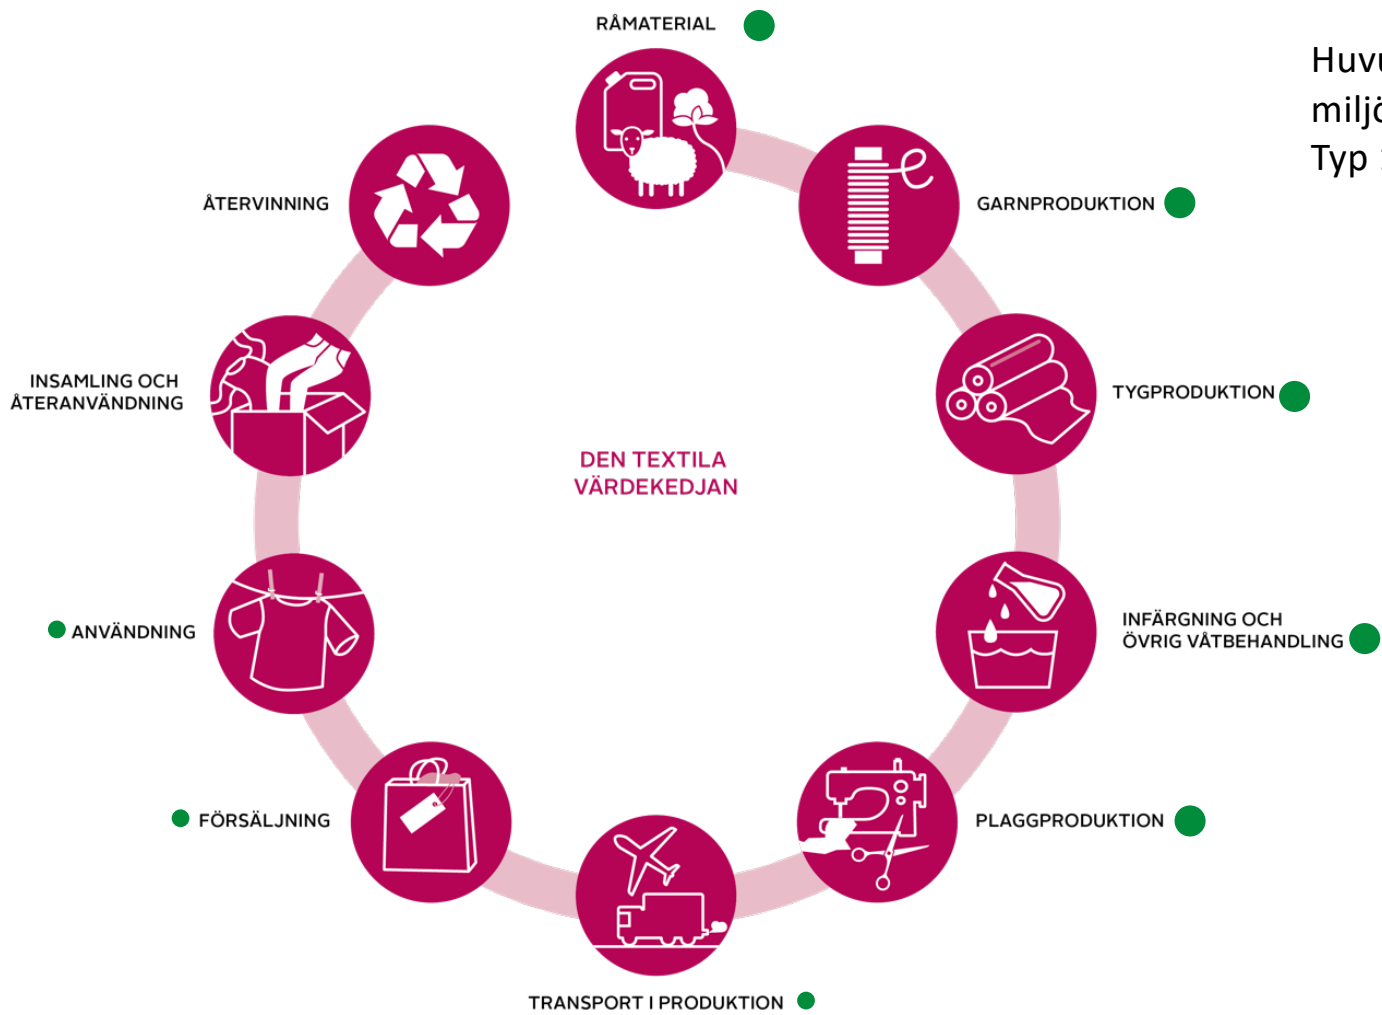 RÅMATERIAL
GARNPRODUKTION
TYGPRODUKTION
INFÄRGNING OCH
ÖVRIG VÅTBEHANDLING
PLAGGPRODUKTION
TRANSPORT I PRODUKTION
FÖRSÄLJNING
ANVÄNDNING
INSAMLING OCH
ÅTERANVÄNDNING
ÅTERVINNING
DEN TEXTILA
VÄRDEKEDJAN
Typ